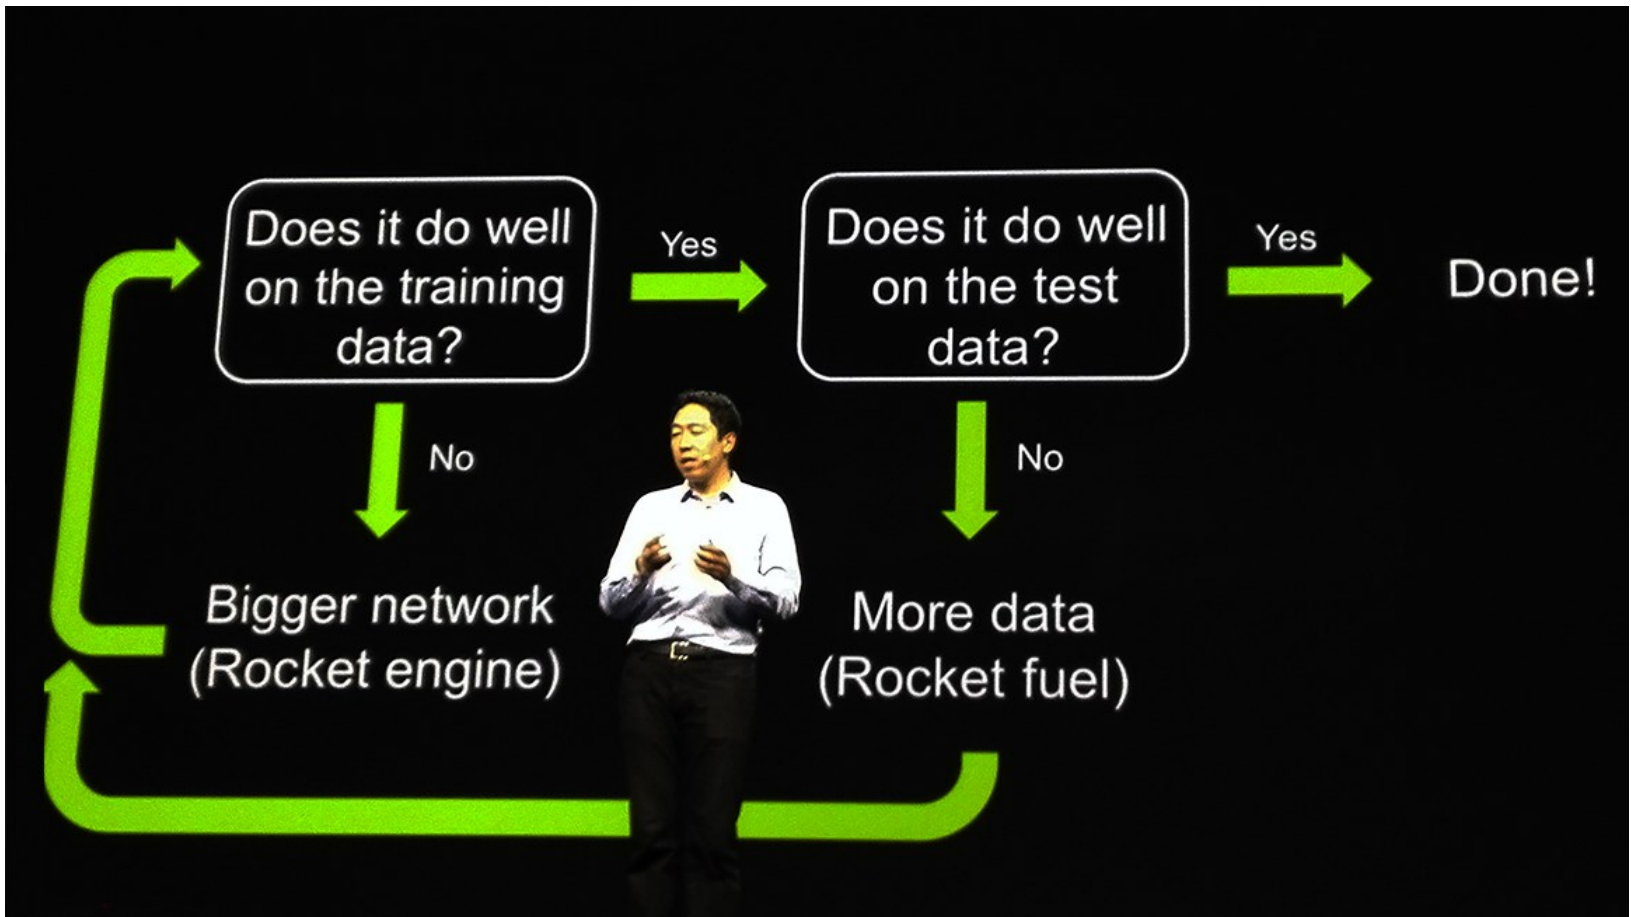 Does it do well
on the training
data?
Yes
Does it do well
on the test
data?
Yes
Done!
No
No
Bigger network
(Rocket engine)
More data
(Rocket fuel)